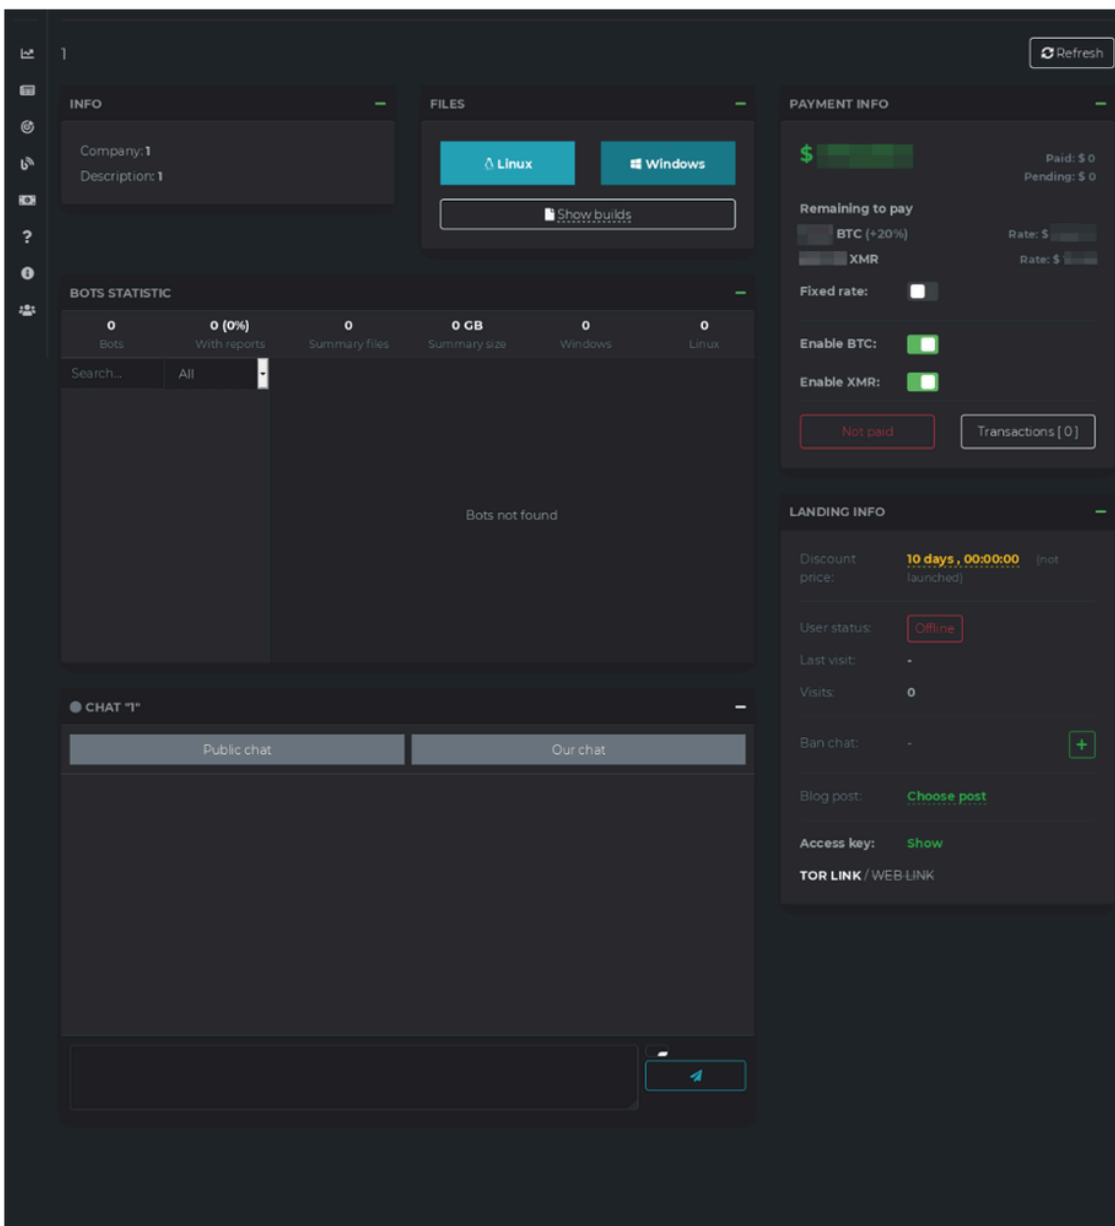 1
Refresh
INFO
Company: 1
Description: 1
FILES
Linux
Windows
Show builds
PAYMENT INFO
$
Paid: $ 0
Pending: $ 0
Remaining to pay
BTC (+20%)
Rate: $
XMR
Rate: $
Fixed rate:
Enable BTC:
Enable XMR:
Not paid
Transactions [ 0 ]
BOTS STATISTIC
0 0 (0%) 0 0 GB 0 0
Bots With reports Summary files Summary size Windows Linux
Search... All
Bots not found
LANDING INFO
Discount price: 10 days , 00:00:00 (not launched)
User status: Offline
Last visit: -
Visits: 0
Ban chat: - +
Blog post: Choose post
Access key: Show
TOR LINK / WEB LINK
CHAT "1"
Public chat
Our chat